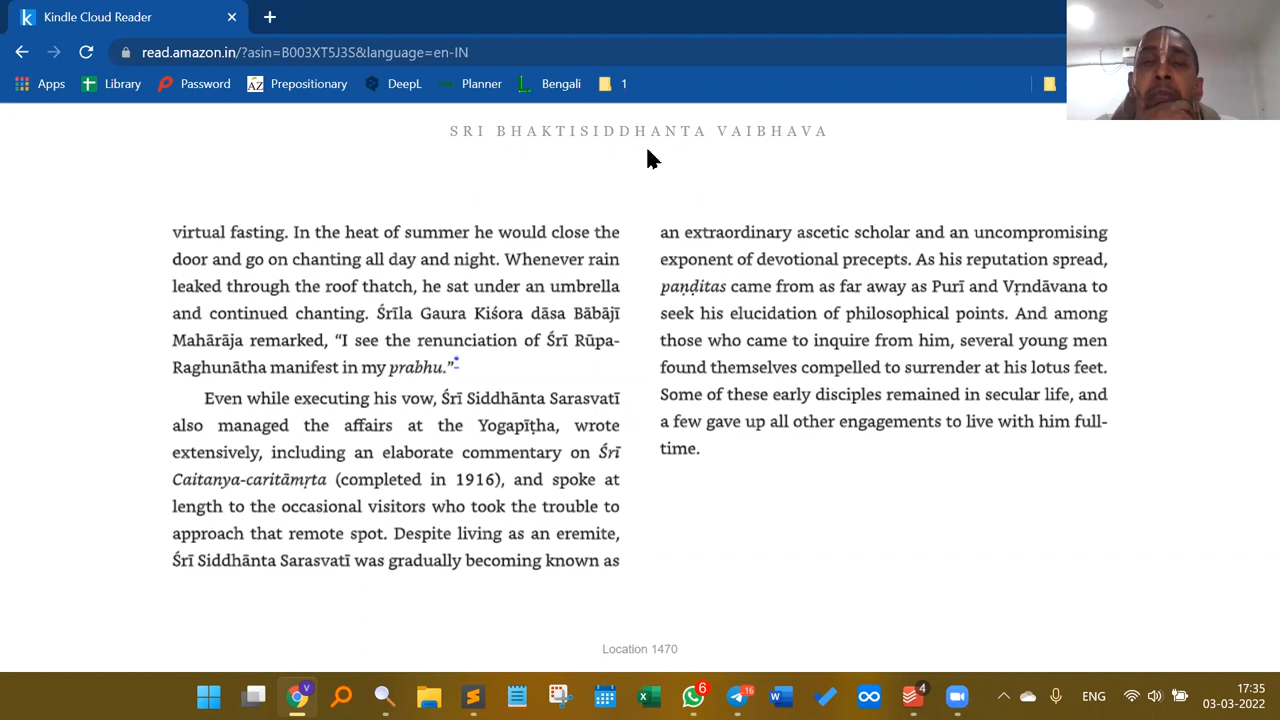 Kindle Cloud Reader
read.amazon.in/?asin=B003XT5J3S&language=en-IN
Apps Library Password Prepositionary DeepL Planner Bengali 1
SRI BHAKTISIDDHANTA VAIBHAVA
virtual fasting. In the heat of summer he would close the
door and go on chanting all day and night. Whenever rain
leaked through the roof thatch, he sat under an umbrella
and continued chanting. Śrīla Gaura Kiśora dāsa Bābājī
Mahārāja remarked, “I see the renunciation of Śrī Rūpa-
Raghunātha manifest in my prabhu.”*
Even while executing his vow, Śrī Siddhānta Sarasvatī
also managed the affairs at the Yogapīṭha, wrote
extensively, including an elaborate commentary on Śrī
Caitanya-caritāmṛta (completed in 1916), and spoke at
length to the occasional visitors who took the trouble to
approach that remote spot. Despite living as an eremite,
Śrī Siddhānta Sarasvatī was gradually becoming known as
an extraordinary ascetic scholar and an uncompromising
exponent of devotional precepts. As his reputation spread,
paṇḍitas came from as far away as Purī and Vṛndāvana to
seek his elucidation of philosophical points. And among
those who came to inquire from him, several young men
found themselves compelled to surrender at his lotus feet.
Some of these early disciples remained in secular life, and
a few gave up all other engagements to live with him full-
time.
Location 1470
6 .16 4 ENG 17:35
03-03-2022